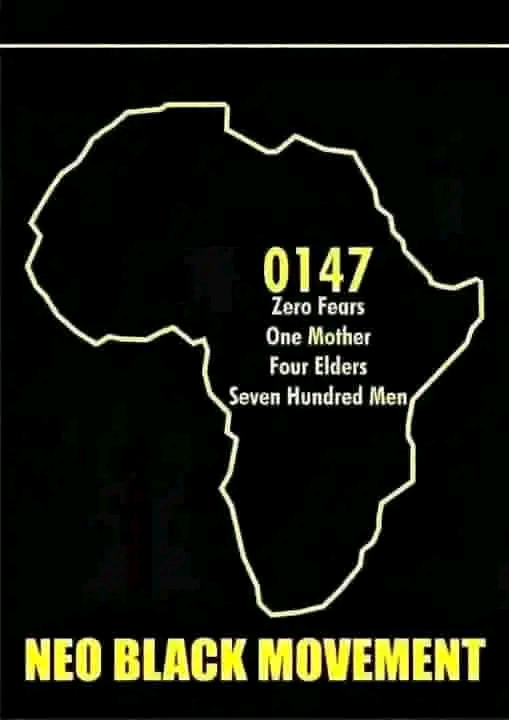 0147
Zero Fears
One Mother
Four Elders
Seven Hundred Men
NEO BLACK MOVEMENT